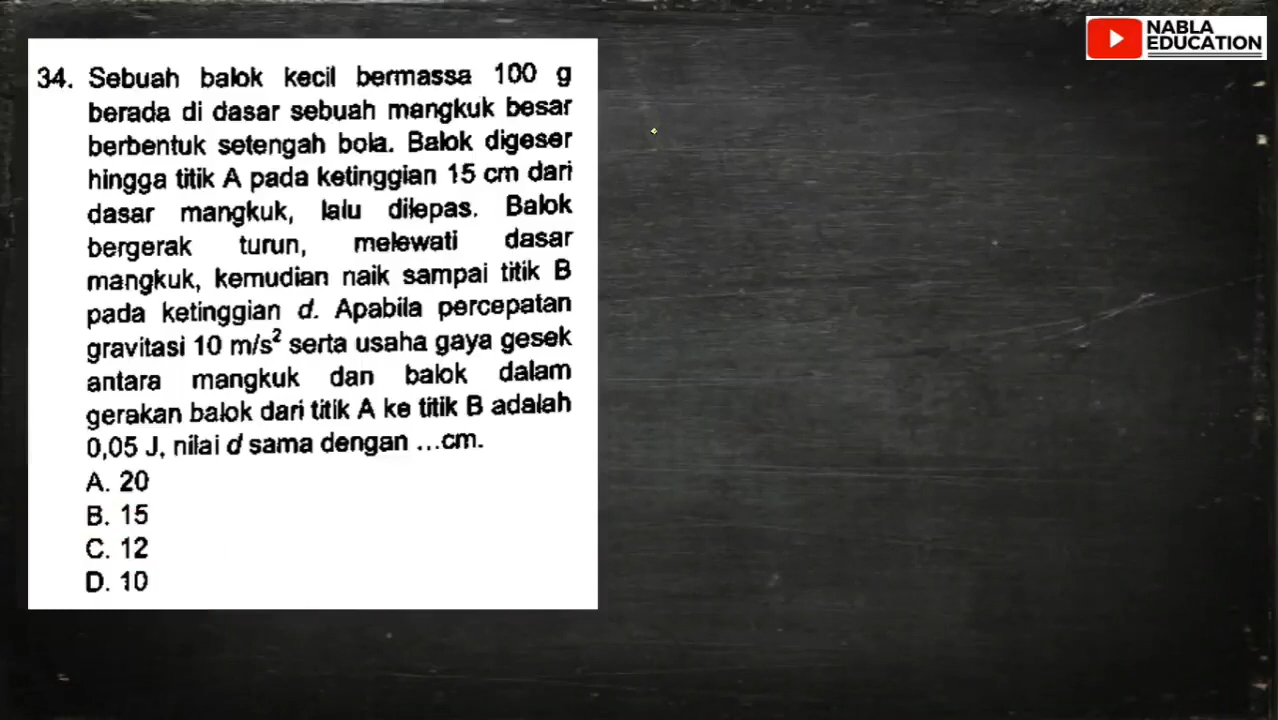 NABLA
EDUCATION
34. Sebuah balok kecil bermassa 100 g
berada di dasar sebuah mangkuk besar
berbentuk setengah bola. Balok digeser
hingga titik A pada ketinggian 15 cm dari
dasar mangkuk, lalu dilepas. Balok
bergerak turun, melewati dasar
mangkuk, kemudian naik sampai titik B
pada ketinggian d. Apabila percepatan
gravitasi 10 m/s² serta usaha gaya gesek
antara mangkuk dan balok dalam
gerakan balok dari titik A ke titik B adalah
0,05 J, nilai d sama dengan ...cm.
A. 20
B. 15
C. 12
D. 10